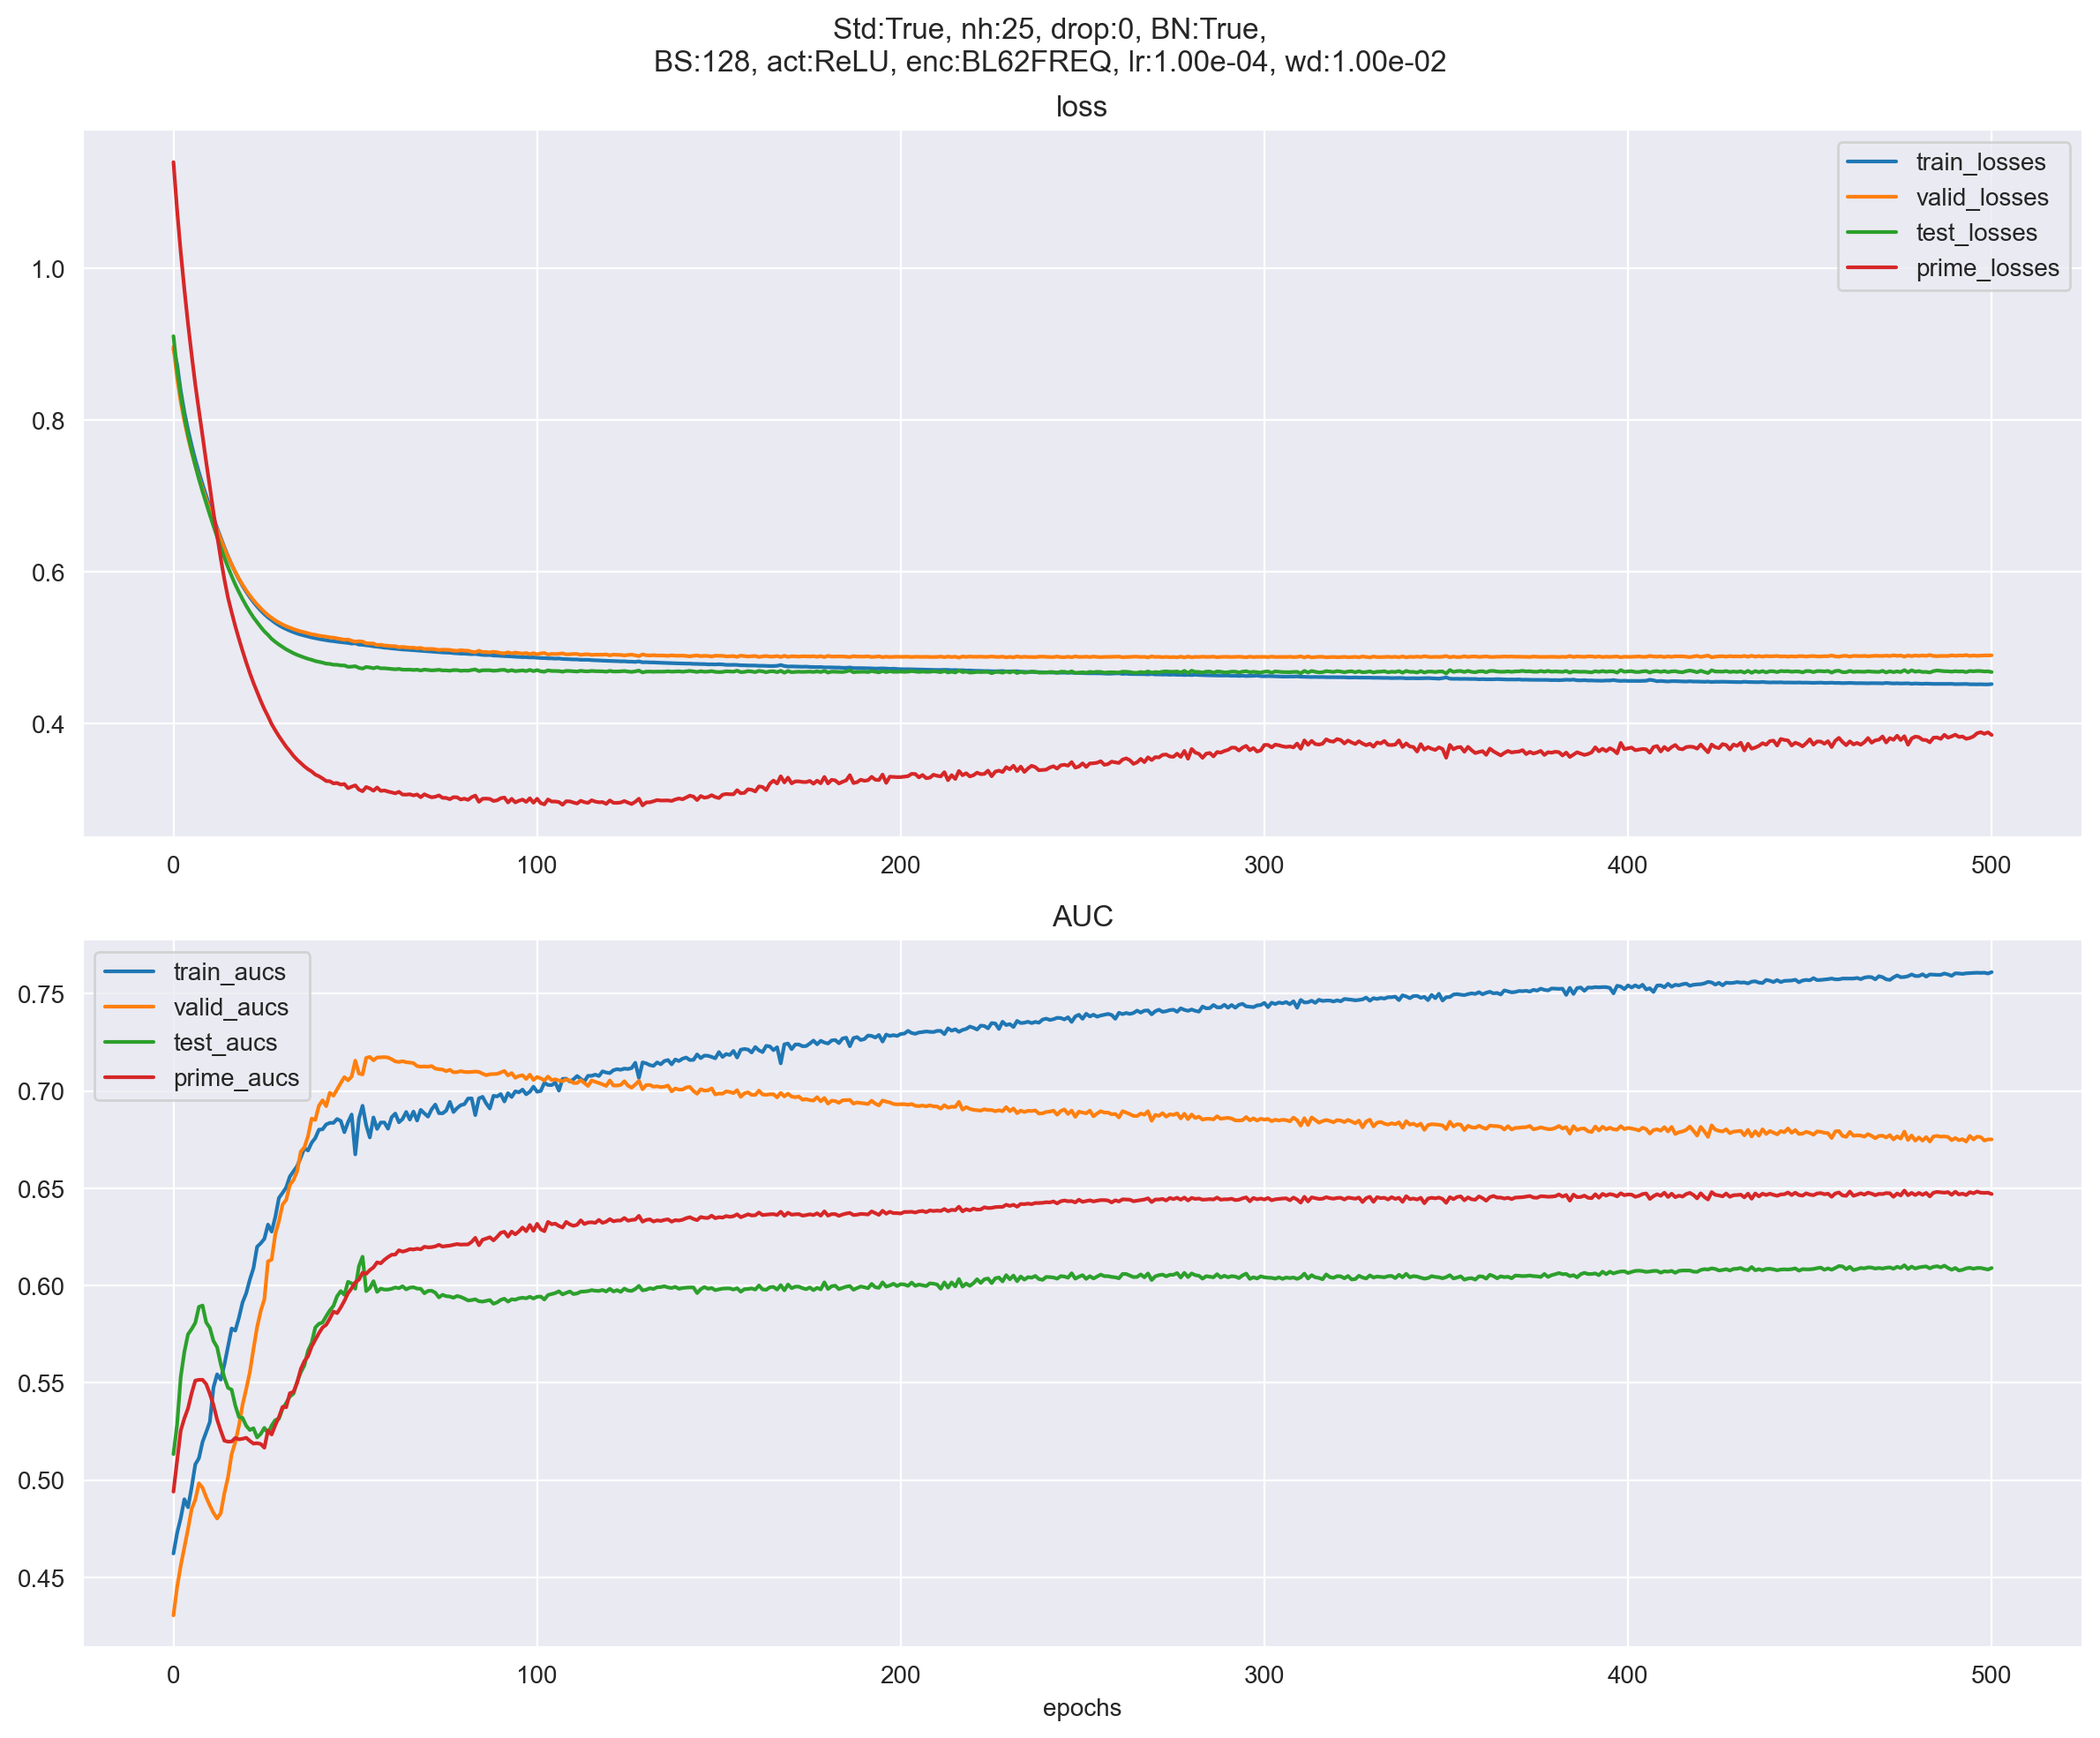 Std:True, nh:25, drop:0, BN:True,
BS:128, act:ReLU, enc:BL62FREQ, lr:1.00e-04, wd:1.00e-02
loss
train_losses
valid_losses
test_losses
prime_losses
1.0
0.8
0.6
0.4
0 100 200 300 400 500
AUC
train_aucs
valid_aucs
test_aucs
prime_aucs
0.75
0.70
0.65
0.60
0.55
0.50
0.45
0 100 200 300 400 500
epochs